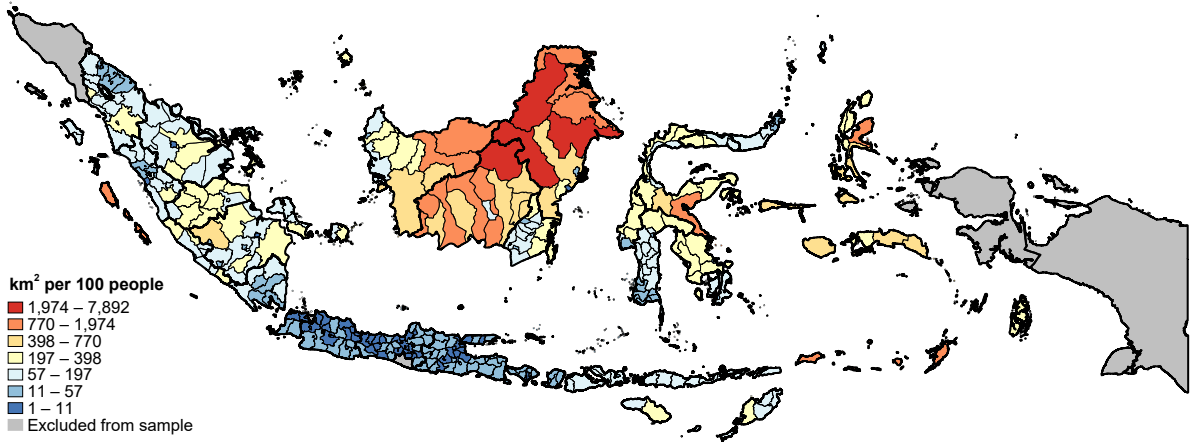 km² per 100 people
1,974 – 7,892
770 – 1,974
398 – 770
197 – 398
57 – 197
11 – 57
1 – 11
Excluded from sample